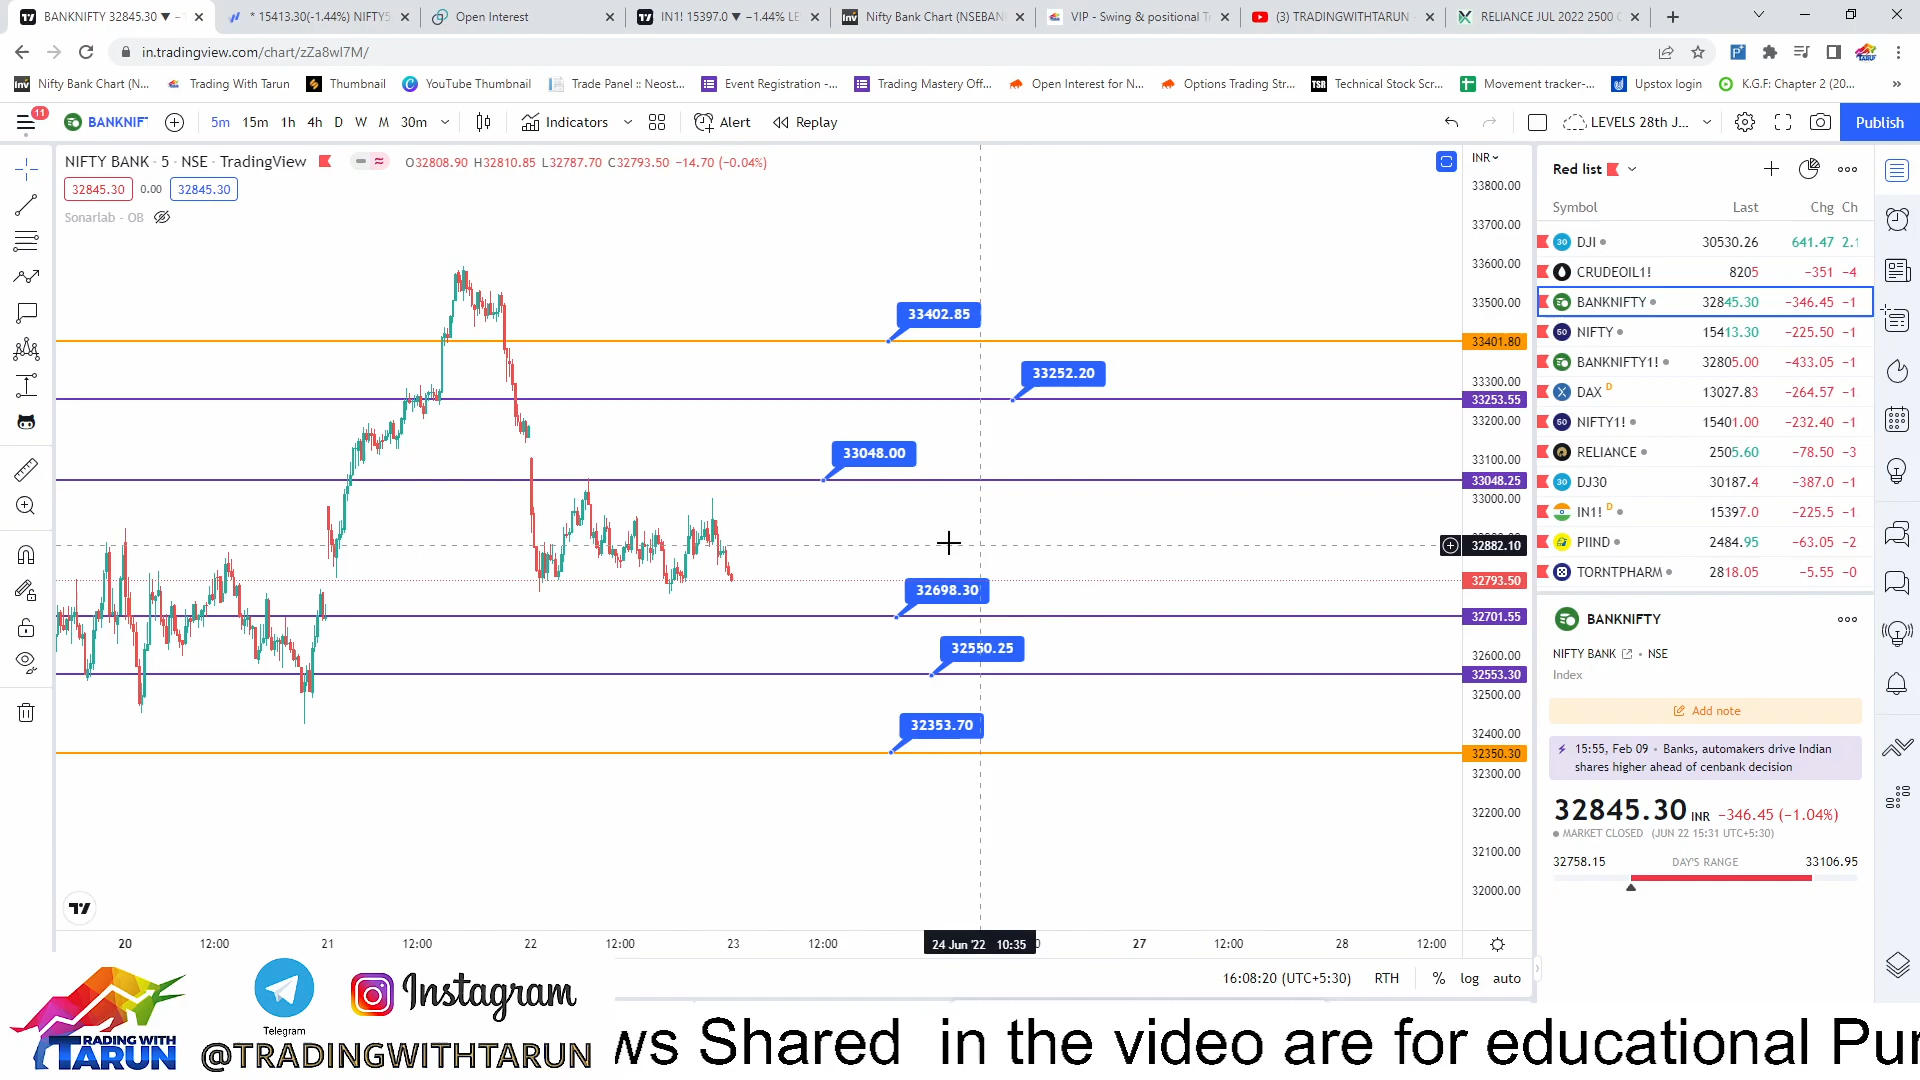 BANKNIFTY 32845.30 ▼ −
* 15413.30(-1.44%) NIFTY5
Open Interest
IN1! 15397.0 ▼ −1.44% LE
Nifty Bank Chart (NSEBAN
VIP - Swing & positional T
(3) TRADINGWITHTARUN
RELIANCE JUL 2022 2500
in.tradingview.com/chart/zZa8wl7M/
Nifty Bank Chart (N...
Trading With Tarun
Thumbnail
YouTube Thumbnail
Trade Panel :: Neost...
Event Registration -...
Trading Mastery Off...
Open Interest for N...
Options Trading Str...
Technical Stock Scr...
Movement tracker-...
Upstox login
K.G.F: Chapter 2 (20...
»
11
BANKNIF
5m 15m 1h 4h D W M 30m
Indicators
Alert
Replay
LEVELS 28th J...
Publish
NIFTY BANK · 5 · NSE · TradingView
O32808.90 H32810.85 L32787.70 C32793.50 −14.70 (−0.04%)
32845.30 0.00 32845.30
Sonarlab - OB
33402.85
33252.20
33048.00
32698.30
32550.25
32353.70
INR
33800.00
33700.00
33600.00
33500.00
33401.80
33300.00
33253.55
33200.00
33100.00
33048.25
33000.00
32882.10
32793.50
32701.55
32600.00
32553.30
32500.00
32400.00
32350.30
32300.00
32200.00
32100.00
32000.00
20 12:00 21 12:00 22 12:00 23 12:00 24 Jun '22 10:35 27 12:00 28 12:00
16:08:20 (UTC+5:30) RTH % log auto
Red list
Symbol Last Chg Ch
DJI 30530.26 641.47 2.1
CRUDEOIL1! 8205 −351 −4
BANKNIFTY 32845.30 −346.45 −1
NIFTY 15413.30 −225.50 −1
BANKNIFTY1! 32805.00 −433.05 −1
DAX D 13027.83 −264.57 −1
NIFTY1! 15401.00 −232.40 −1
RELIANCE 2505.60 −78.50 −3
DJ30 30187.4 −387.0 −1
IN1! D 15397.0 −225.5 −1
PIIND 2484.95 −63.05 −2
TORNTPHARM 2818.05 −5.55 −0
BANKNIFTY
NIFTY BANK • NSE
Index
Add note
15:55, Feb 09 • Banks, automakers drive Indian
shares higher ahead of cenbank decision
32845.30 INR −346.45 (−1.04%)
MARKET CLOSED (JUN 22 15:31 UTC+5:30)
32758.15 DAY'S RANGE 33106.95
RADING WITH
TARUN
Telegram
Instagram
@TRADINGWITHTARUN
ws Shared in the video are for educational Pur